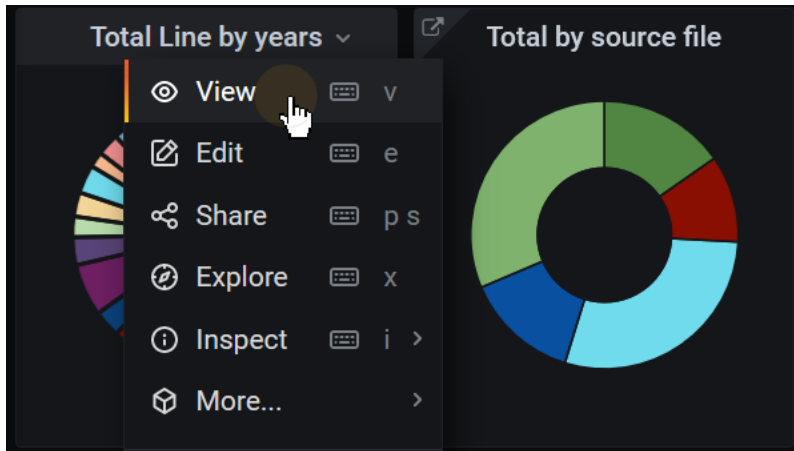 Total Line by years
Total by source file
View v
Edit e
Share p s
Explore x
Inspect i
More...